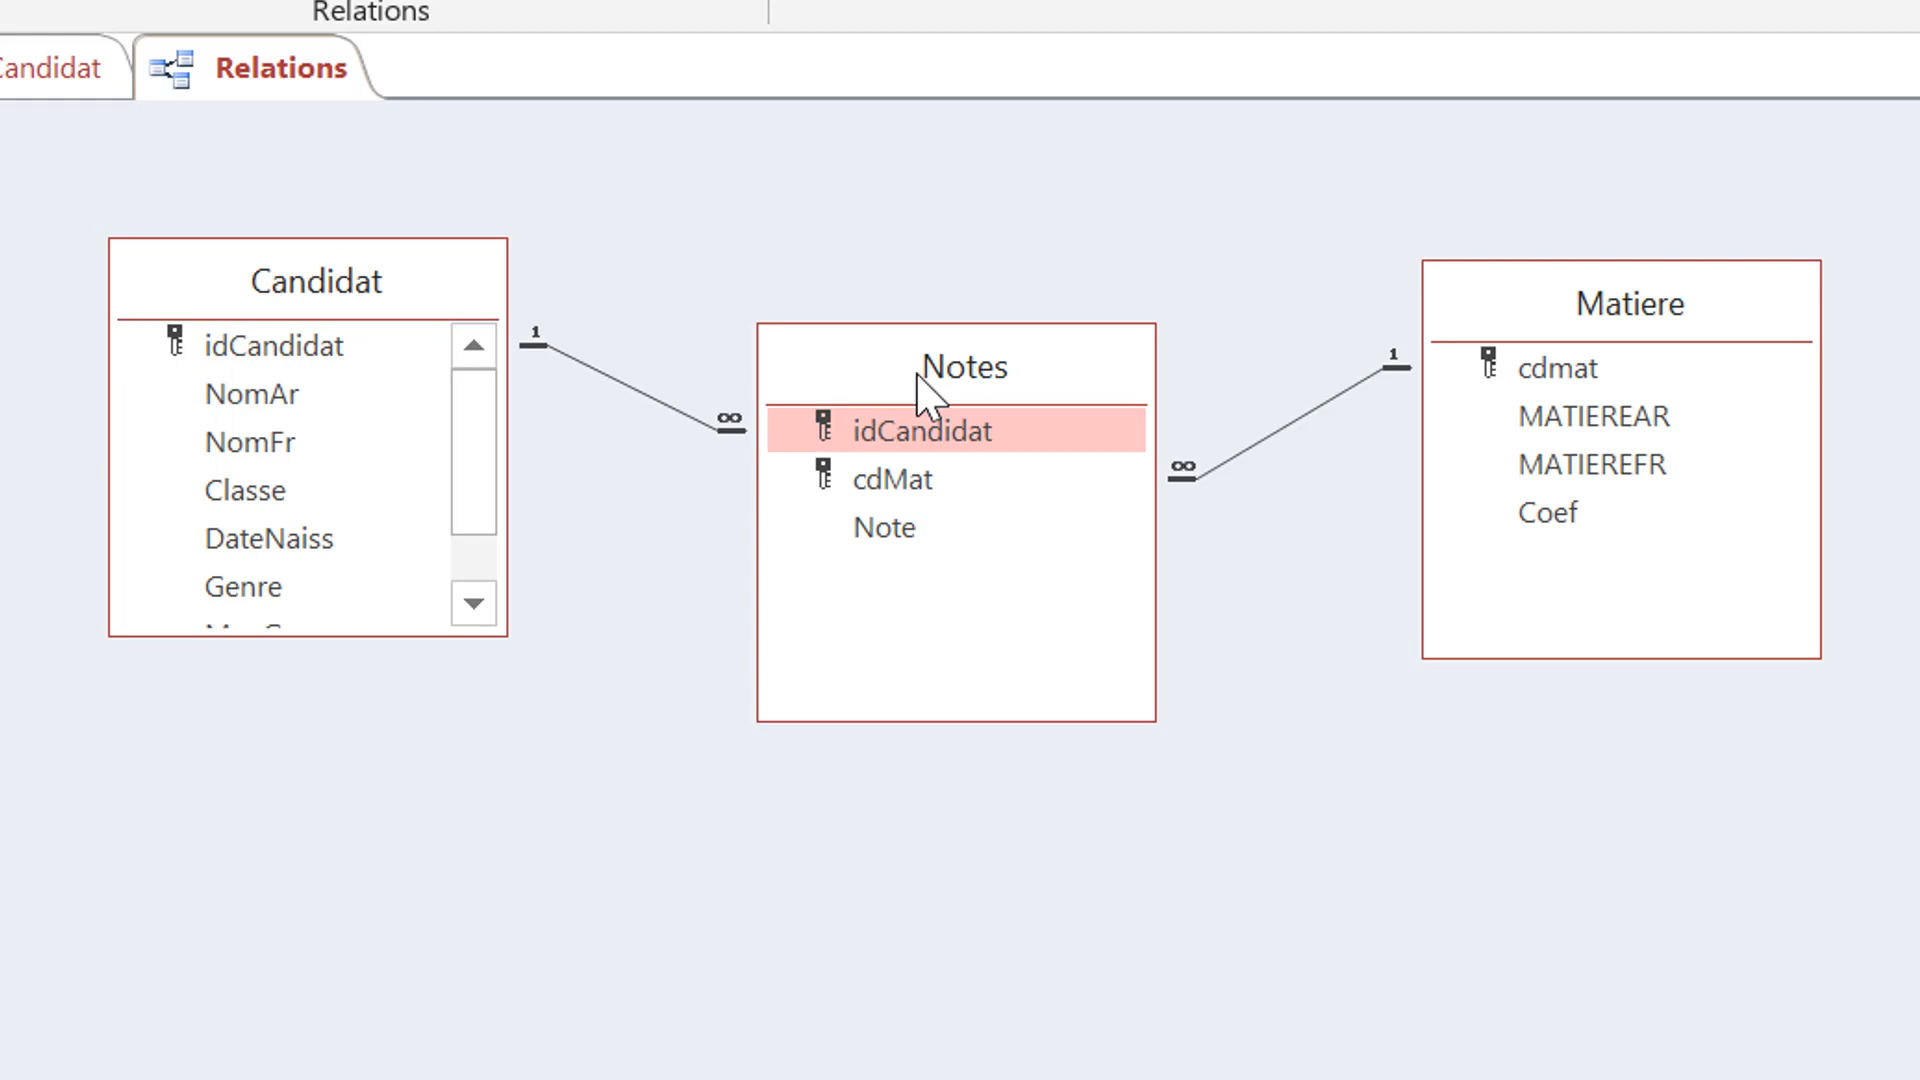 Relations
Candidat
Relations
Candidat
1
idCandidat
NomAr
NomFr
Classe
DateNaiss
Genre
∞
Notes
idCandidat
cdMat
Note
∞
1
Matiere
cdmat
MATIEREAR
MATIEREFR
Coef